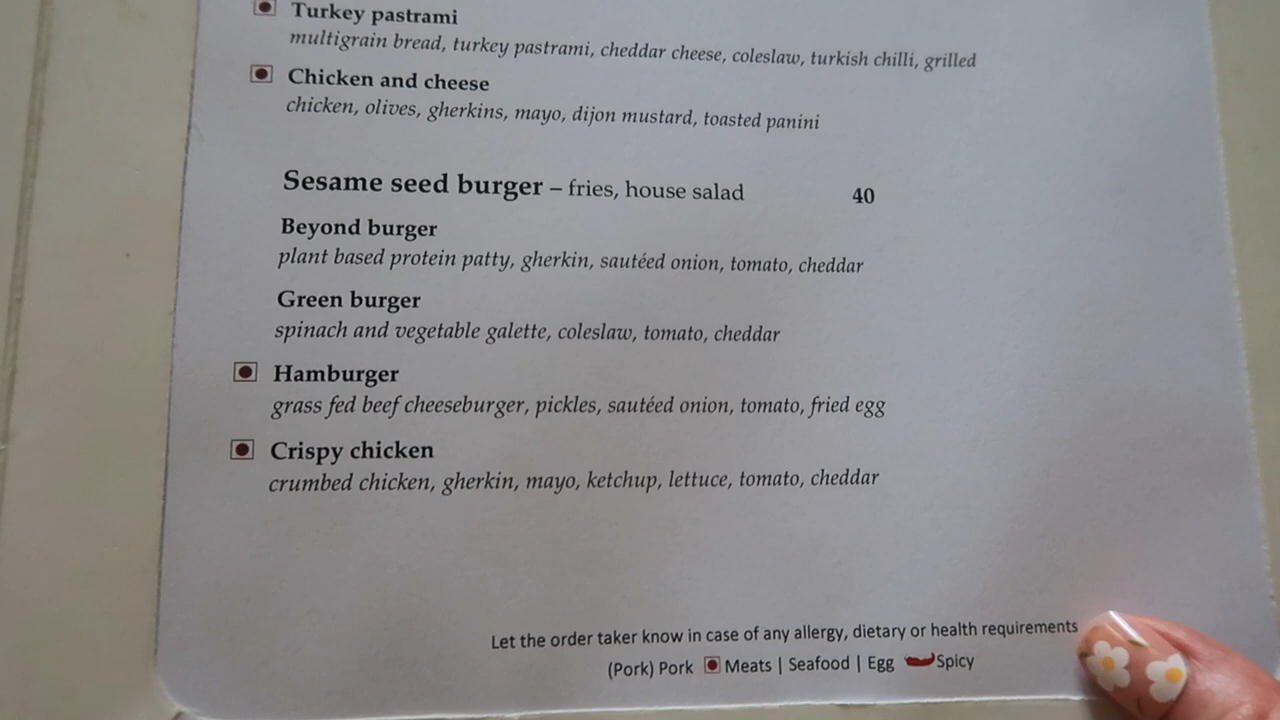 Turkey pastrami
multigrain bread, turkey pastrami, cheddar cheese, coleslaw, turkish chilli, grilled
Chicken and cheese
chicken, olives, gherkins, mayo, dijon mustard, toasted panini
Sesame seed burger – fries, house salad 40
Beyond burger
plant based protein patty, gherkin, sautéed onion, tomato, cheddar
Green burger
spinach and vegetable galette, coleslaw, tomato, cheddar
Hamburger
grass fed beef cheeseburger, pickles, sautéed onion, tomato, fried egg
Crispy chicken
crumbed chicken, gherkin, mayo, ketchup, lettuce, tomato, cheddar
Let the order taker know in case of any allergy, dietary or health requirements
(Pork) Pork Meats | Seafood | Egg Spicy